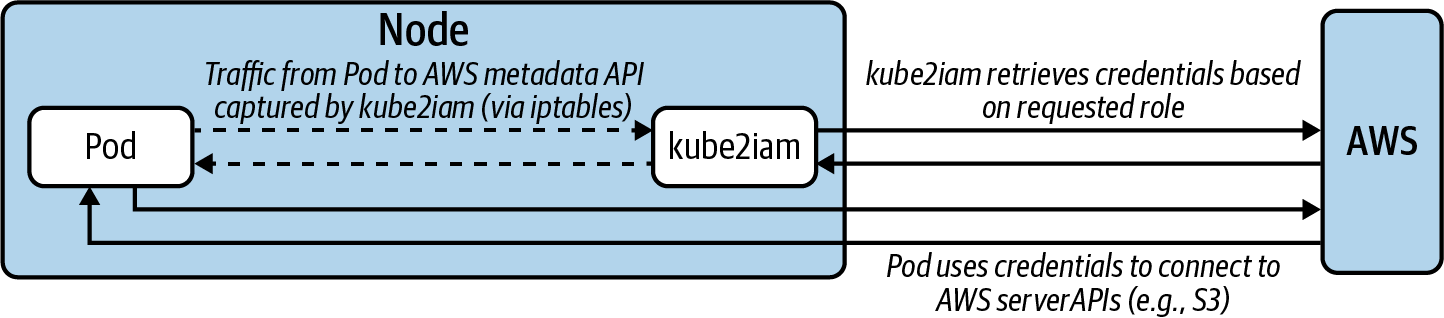 Node
Traffic from Pod to AWS metadata API
captured by kube2iam (via iptables)
kube2iam retrieves credentials based
on requested role
Pod
kube2iam
AWS
Pod uses credentials to connect to
AWS serverAPIs (e.g., S3)